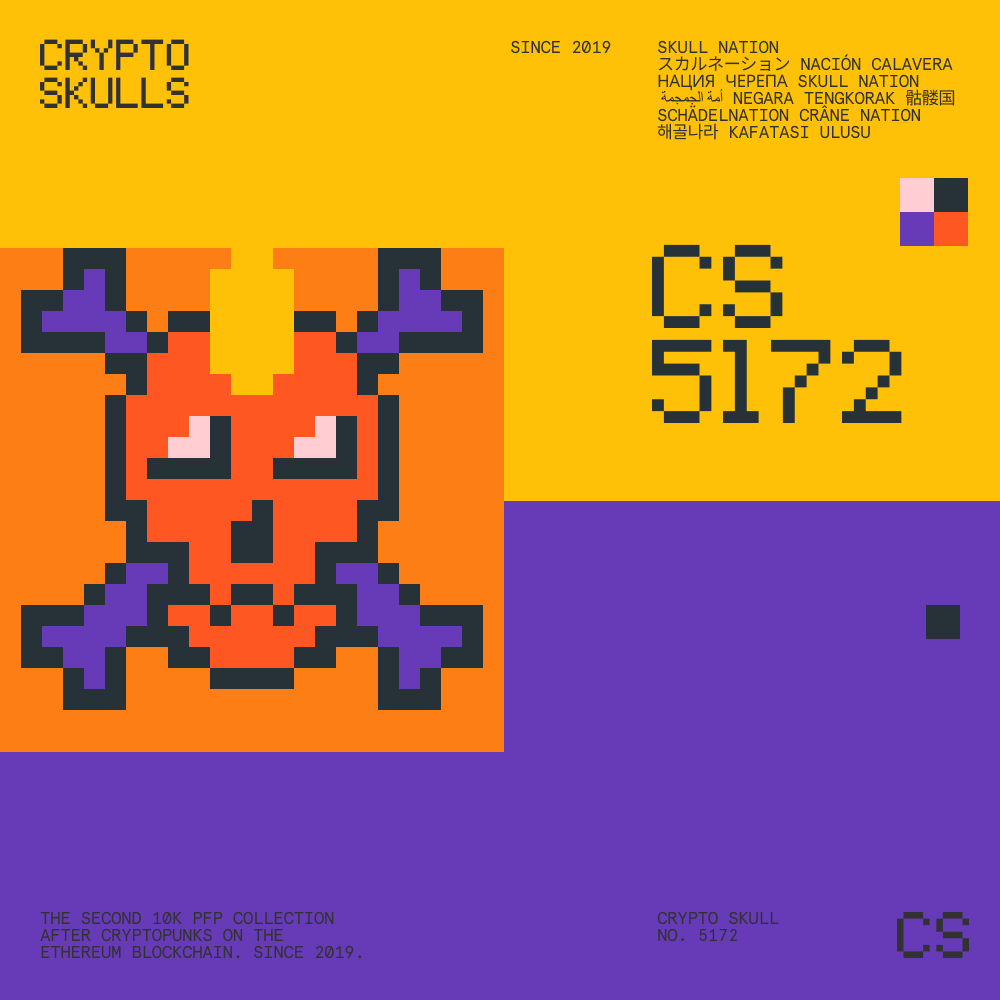 CRYPTO
SKULLS
SINCE 2019
SKULL NATION
スカルネーション NACIÓN CALAVERA
НАЦИЯ ЧЕРЕПА SKULL NATION
أمة الجمجمة NEGARA TENGKORAK 骷髅国
SCHÄDELNATION CRÂNE NATION
해골나라 KAFATASI ULUSU
CS
5172
THE SECOND 10K PFP COLLECTION
AFTER CRYPTOPUNKS ON THE
ETHEREUM BLOCKCHAIN. SINCE 2019.
CRYPTO SKULL
NO. 5172
CS